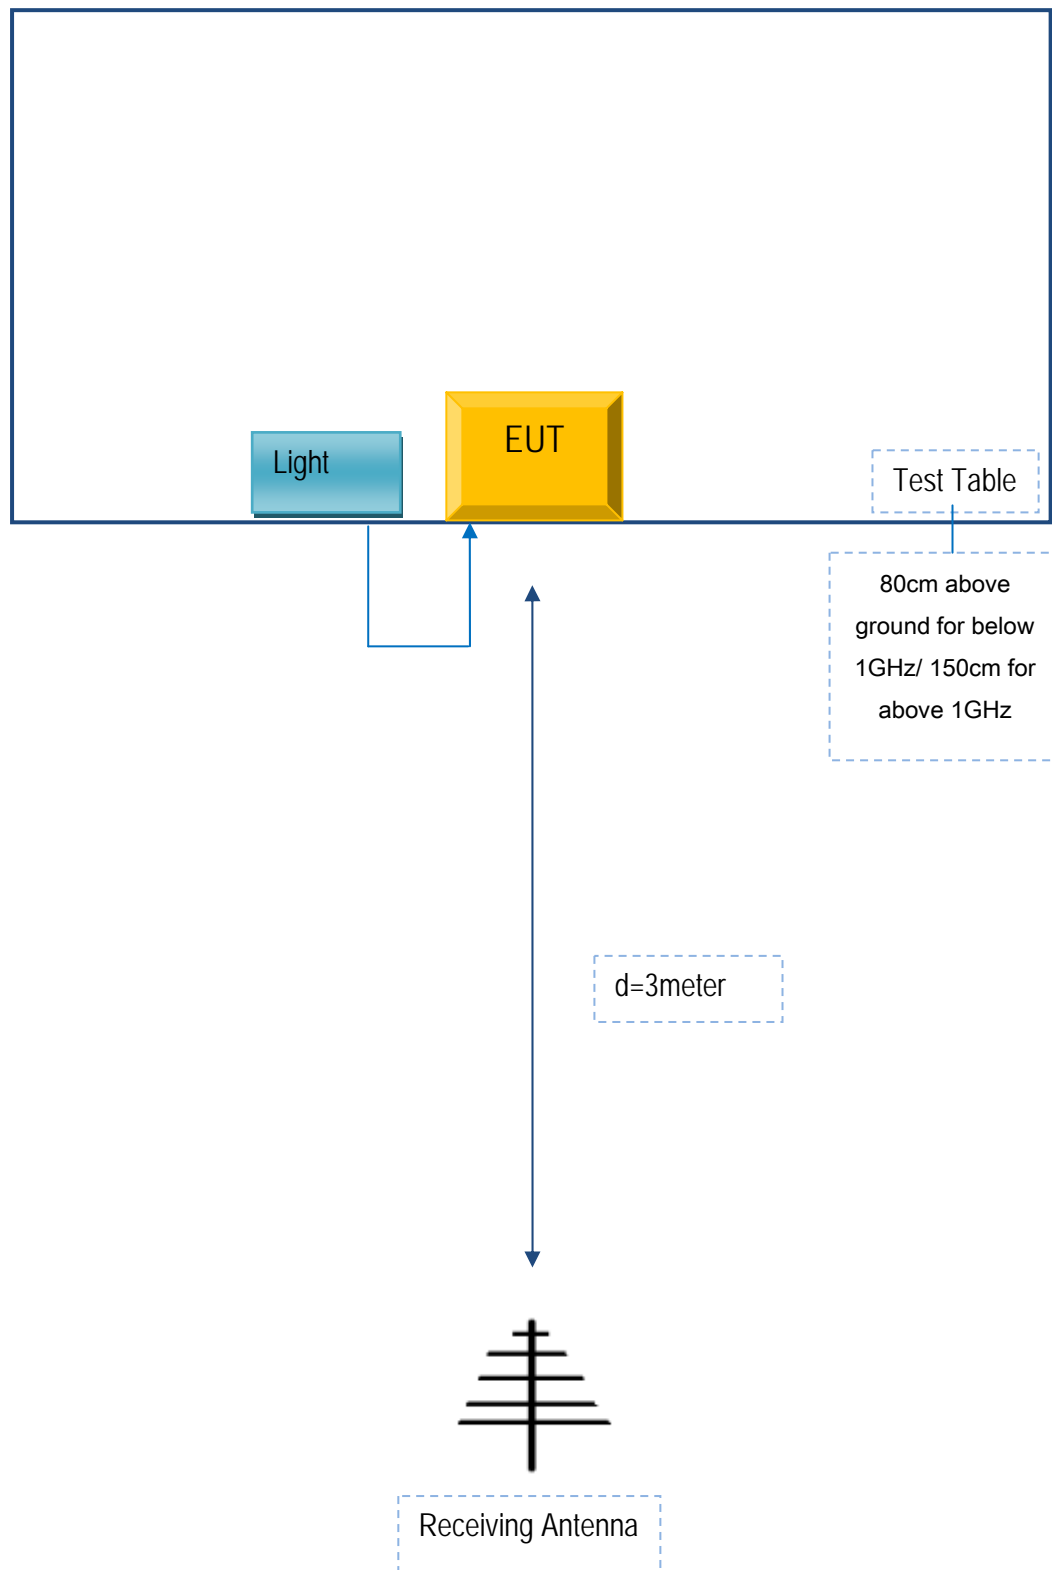 EUT
Light
Test Table
80cm above
ground for below
1GHz/ 150cm for
above 1GHz
d=3meter
Receiving Antenna